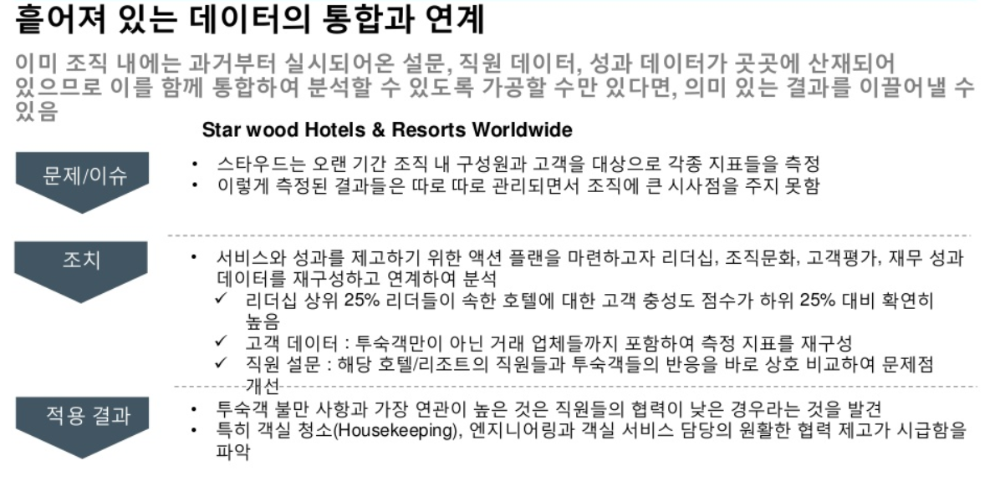 흩어져 있는 데이터의 통합과 연계
이미 조직 내에는 과거부터 실시되어온 설문, 직원 데이터, 성과 데이터가 곳곳에 산재되어
있으므로 이를 함께 통합하여 분석할 수 있도록 가공할 수만 있다면, 의미 있는 결과를 이끌어낼 수
있음
Star wood Hotels & Resorts Worldwide
문제/이슈
• 스타우드는 오랜 기간 조직 내 구성원과 고객을 대상으로 각종 지표들을 측정
• 이렇게 측정된 결과들은 따로 따로 관리되면서 조직에 큰 시사점을 주지 못함
조치
• 서비스와 성과를 제고하기 위한 액션 플랜을 마련하고자 리더십, 조직문화, 고객평가, 재무 성과
데이터를 재구성하고 연계하여 분석
✓ 리더십 상위 25% 리더들이 속한 호텔에 대한 고객 충성도 점수가 하위 25% 대비 확연히
높음
✓ 고객 데이터 : 투숙객만이 아닌 거래 업체들까지 포함하여 측정 지표를 재구성
✓ 직원 설문 : 해당 호텔/리조트의 직원들과 투숙객들의 반응을 바로 상호 비교하여 문제점
개선
적용 결과
• 투숙객 불만 사항과 가장 연관이 높은 것은 직원들의 협력이 낮은 경우라는 것을 발견
• 특히 객실 청소(Housekeeping), 엔지니어링과 객실 서비스 담당의 원활한 협력 제고가 시급함을
파악